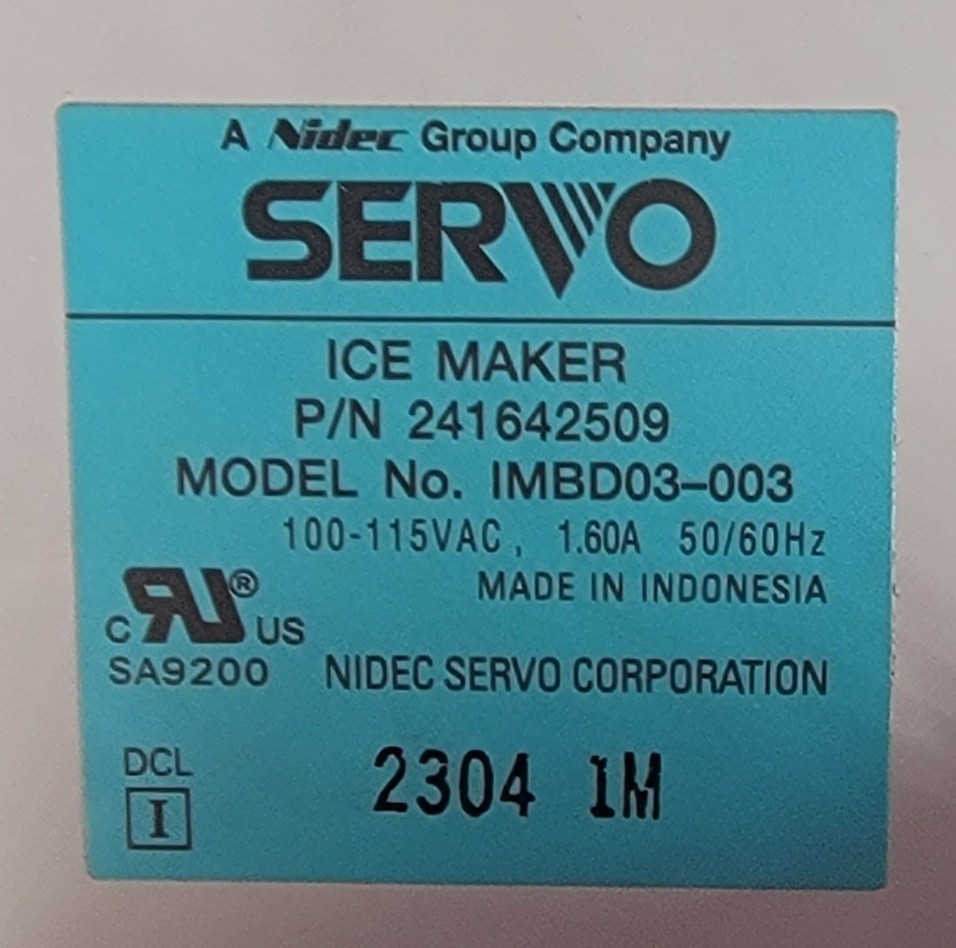 A Nidec Group Company
SERVO
ICE MAKER
P/N 241642509
MODEL No. IMBD03-003
100-115VAC, 1.60A 50/60Hz
MADE IN INDONESIA
C RU® US
SA9200 NIDEC SERVO CORPORATION
DCL
I
2304 1M